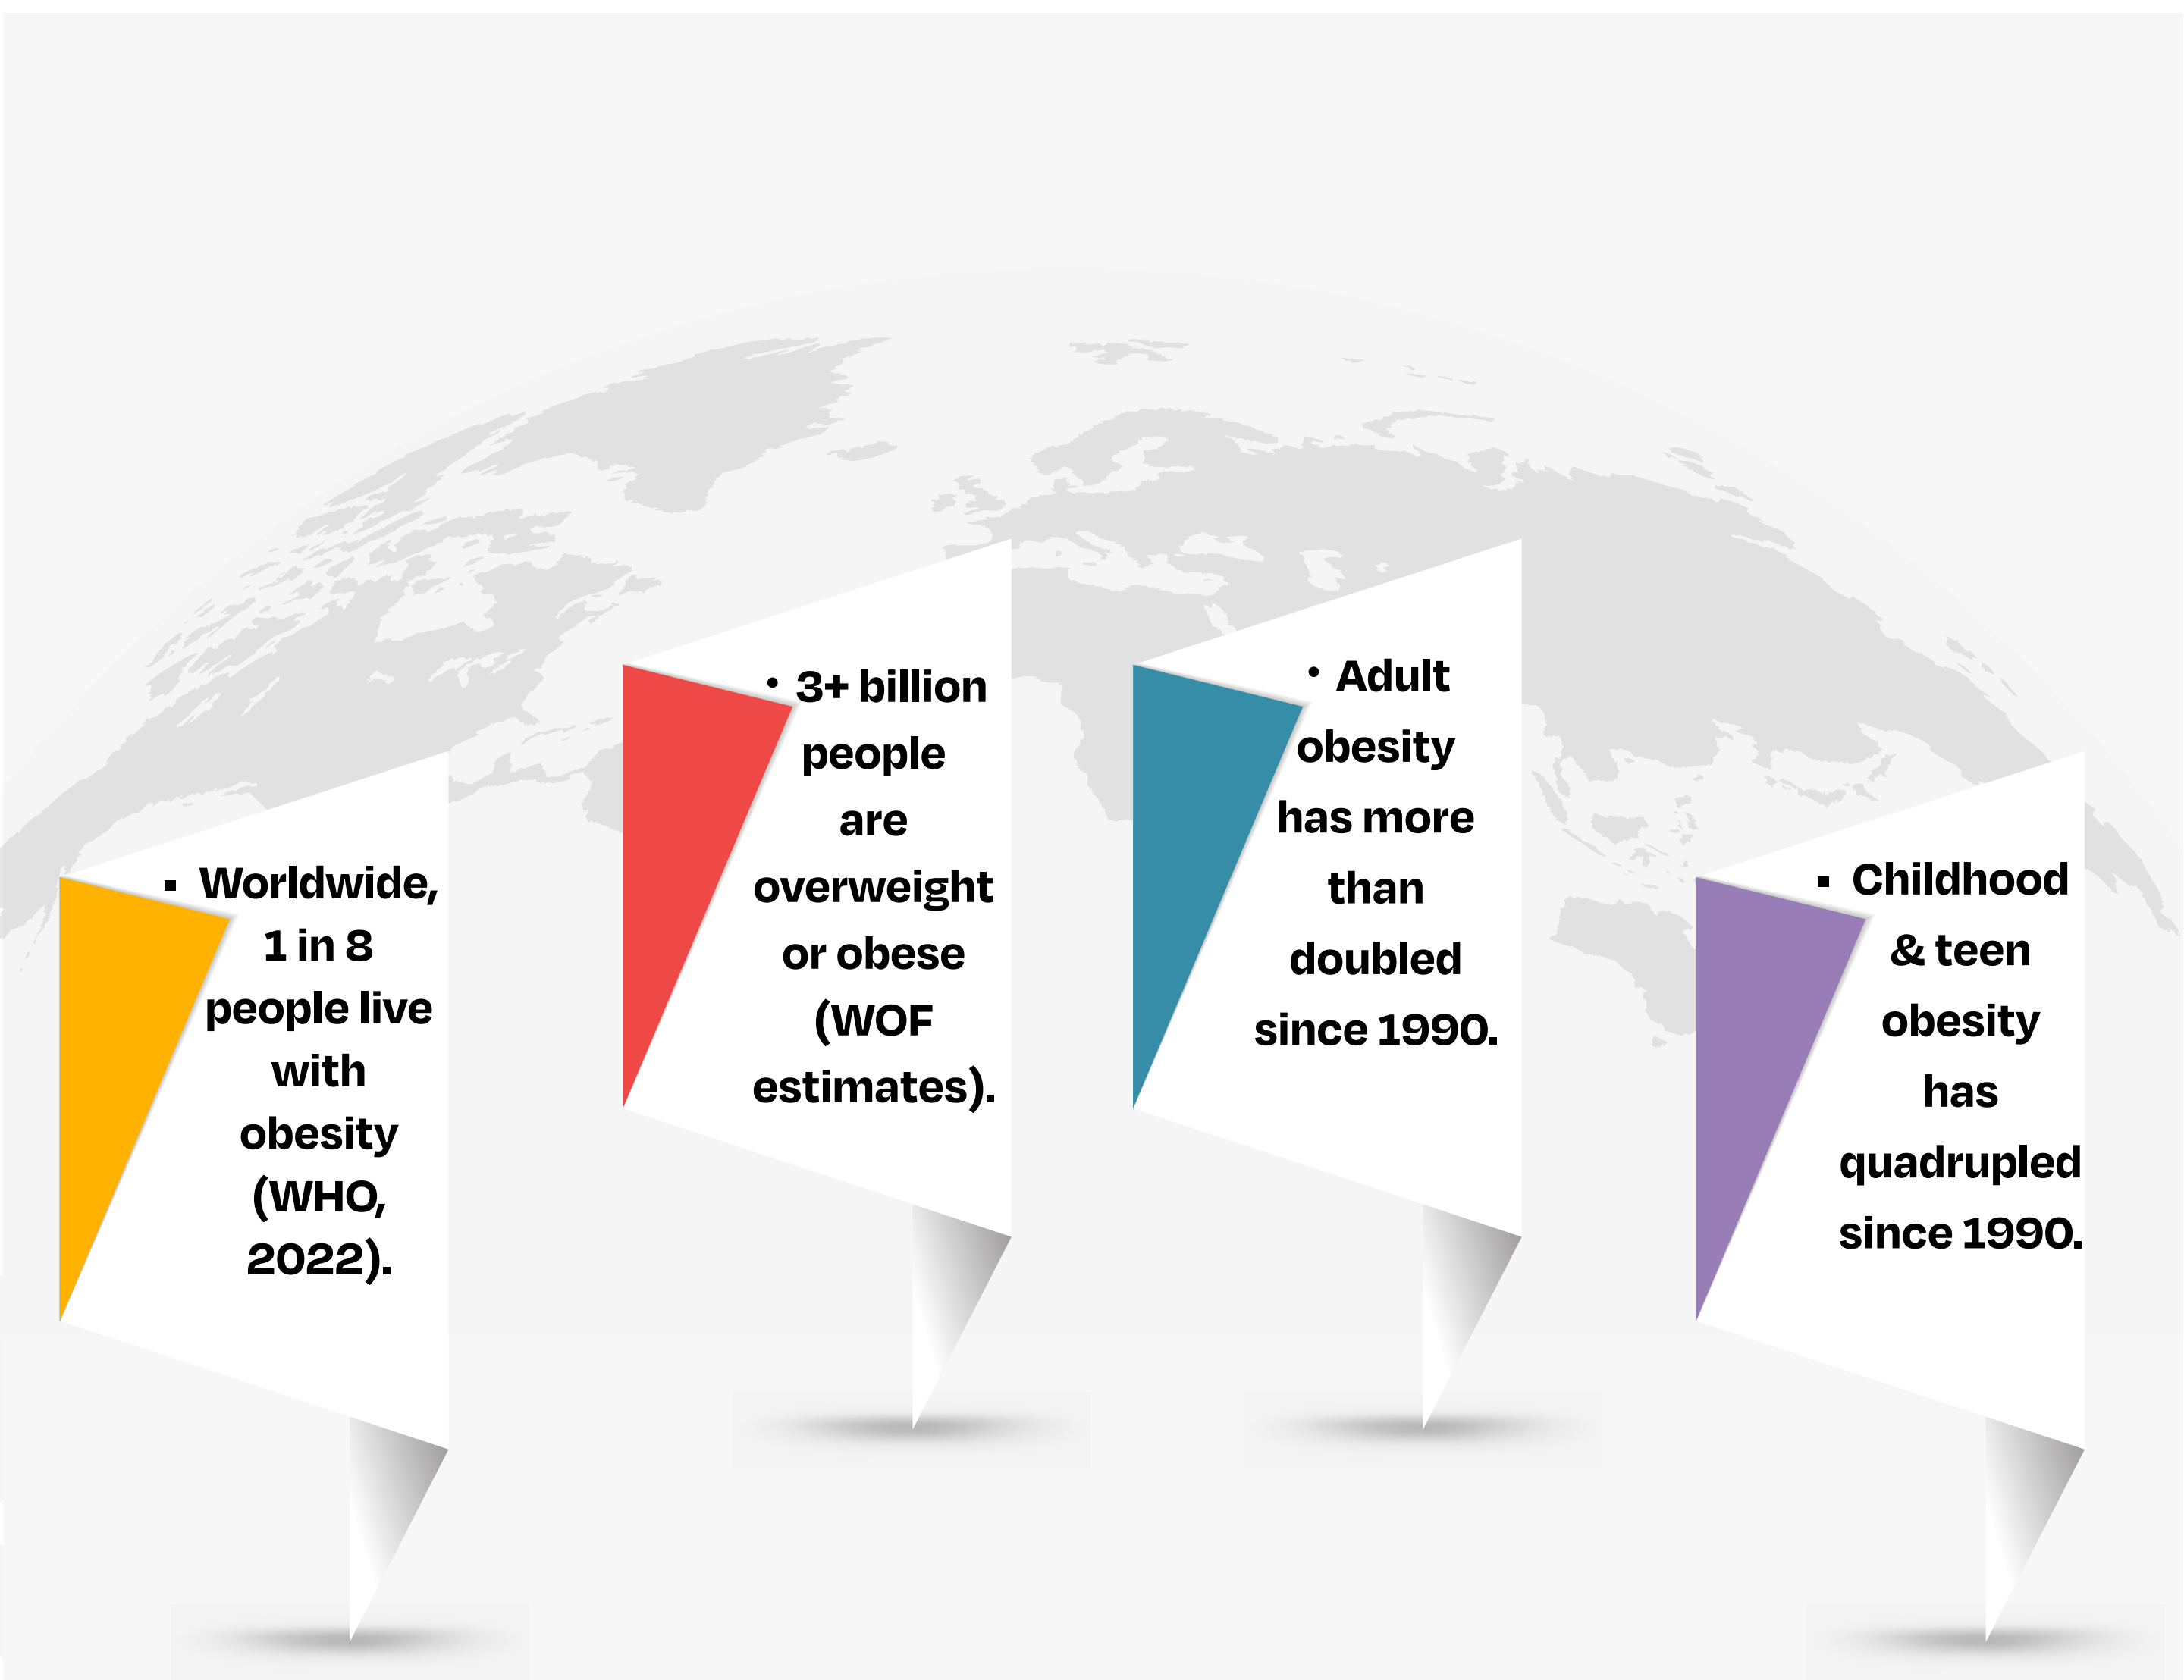 ▪ Worldwide,
1 in 8
people live
with
obesity
(WHO,
2022).
• 3+ billion
people
are
overweight
or obese
(WOF
estimates).
• Adult
obesity
has more
than
doubled
since 1990.
▪ Childhood
& teen
obesity
has
quadrupled
since 1990.